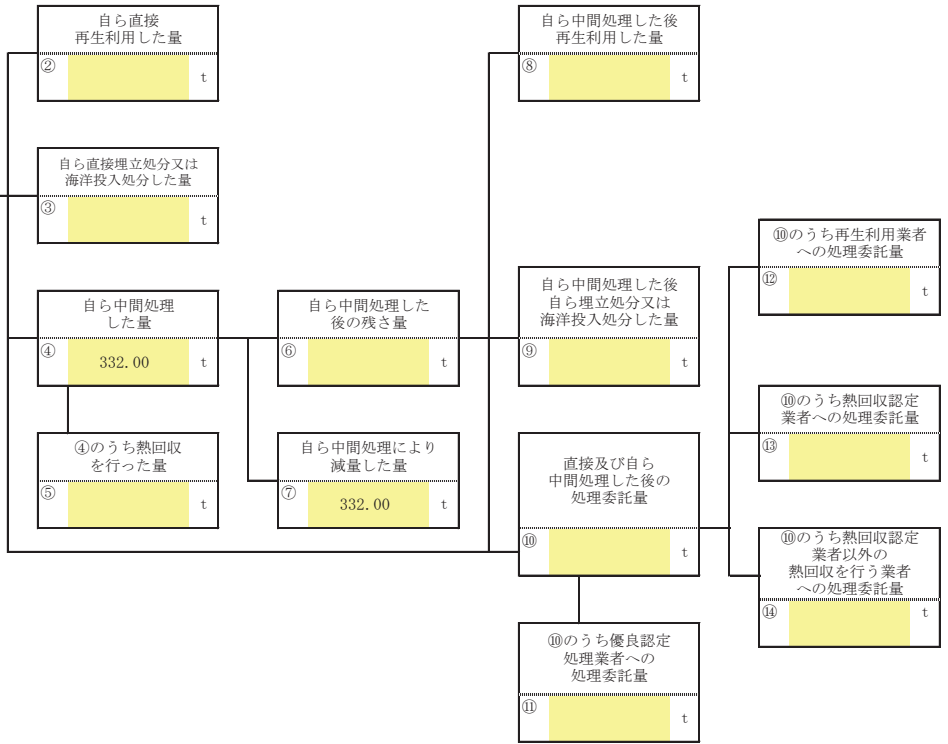 自ら直接
再生利用した量
②
t
自ら直接埋立処分又は
海洋投入処分した量
③
t
自ら中間処理
した量
④
332.00
t
④のうち熱回収
を行った量
⑤
t
自ら中間処理した
後の残さ量
⑥
t
自ら中間処理により
減量した量
⑦
332.00
t
自ら中間処理した後
再生利用した量
⑧
t
自ら中間処理した後
自ら埋立処分又は
海洋投入処分した量
⑨
t
直接及び自ら
中間処理した後の
処理委託量
⑩
t
⑩のうち優良認定
処理業者への
処理委託量
⑪
t
⑩のうち再生利用業者
への処理委託量
⑫
t
⑩のうち熱回収認定
業者への処理委託量
⑬
t
⑩のうち熱回収認定
業者以外の
熱回収を行う業者
への処理委託量
⑭
t